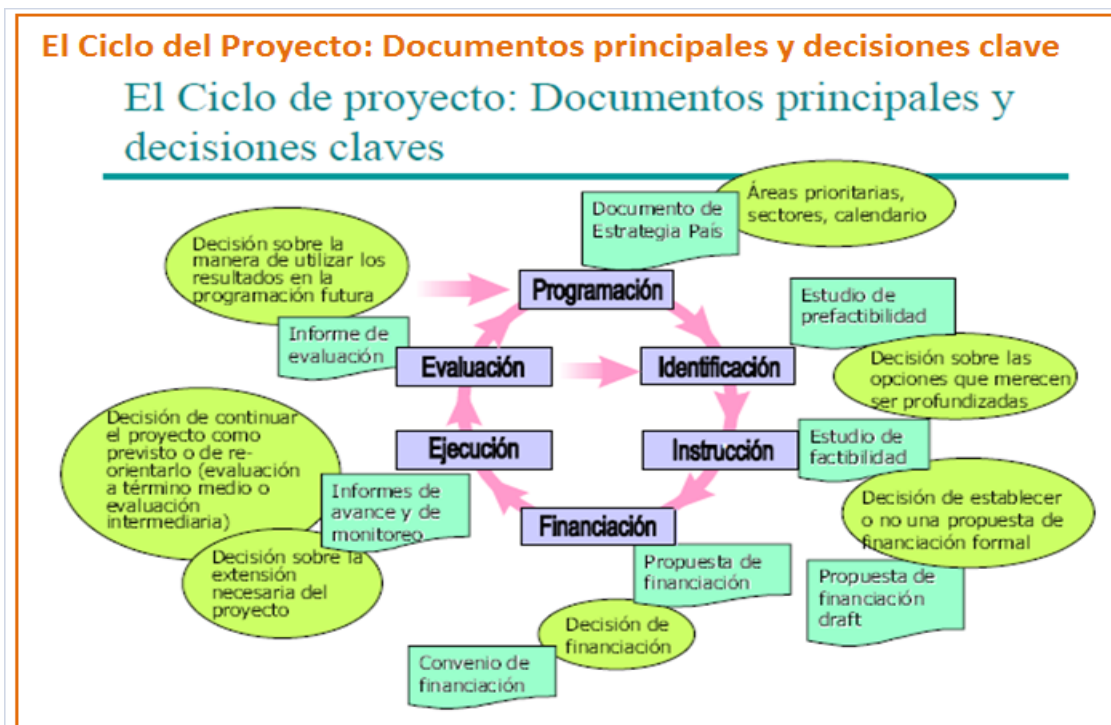 El Ciclo del Proyecto: Documentos principales y decisiones clave
El Ciclo de proyecto: Documentos principales y
decisiones claves
Áreas prioritarias,
sectores, calendario
Documento de
Estrategia País
Decisión sobre la
manera de utilizar los
resultados en la
programación futura
Programación
Estudio de
prefactibilidad
Informe de
evaluación
Evaluación
Identificación
Decisión sobre las
opciones que merecen
ser profundizadas
Decisión de continuar
el proyecto como
previsto o de re-
orientarlo (evaluación
a término medio o
evaluación
intermediaria)
Ejecución
Instrucción
Estudio de
factibilidad
Informes de
avance y de
monitoreo
Financiación
Decisión de establecer
o no una propuesta de
financiación formal
Decisión sobre la
extensión
necesaria del
proyecto
Propuesta de
financiación
Propuesta de
financiación
draft
Decisión de
financiación
Convenio de
financiación